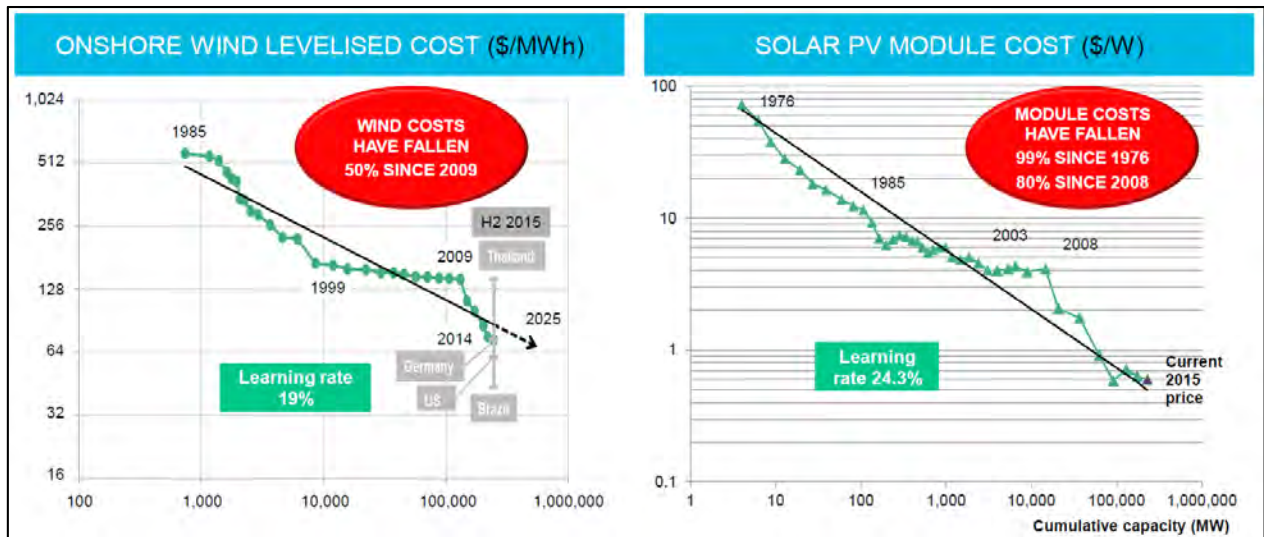 ONSHORE WIND LEVELISED COST ($/MWh)
1,024
512
256
128
64
32
16
100
1,000
10,000
100,000
1,000,000
1985
1999
2009
2014
2025
WIND COSTS
HAVE FALLEN
50% SINCE 2009
H2 2015
Thailand
Germany
US
Brazil
Learning rate
19%
SOLAR PV MODULE COST ($/W)
100
10
1
0.1
1
10
100
1,000
10,000
100,000
1,000,000
1976
1985
2003
2008
MODULE COSTS
HAVE FALLEN
99% SINCE 1976
80% SINCE 2008
Learning
rate 24.3%
Current
2015
price
Cumulative capacity (MW)